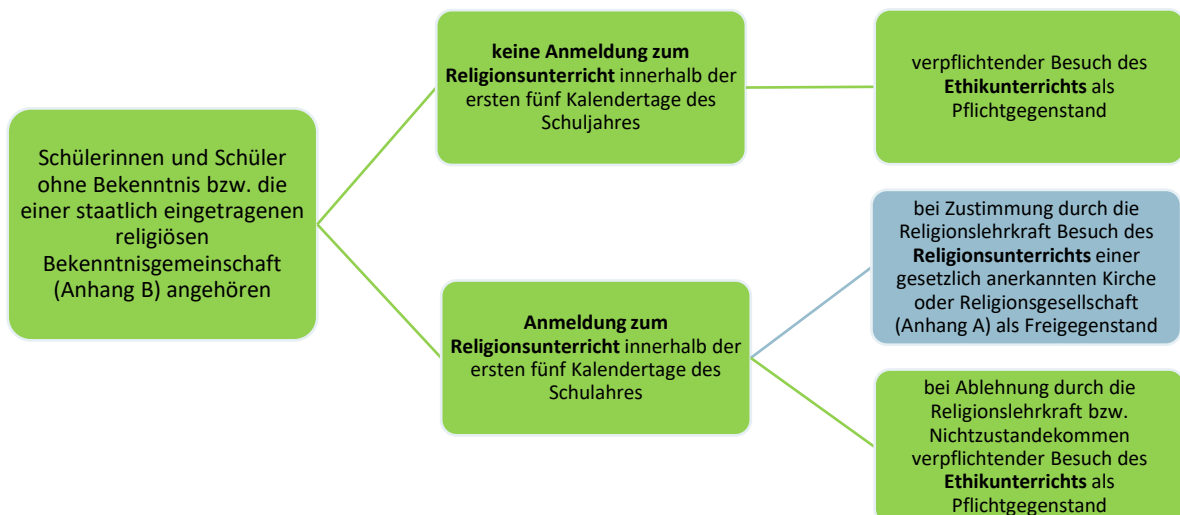 Schülerinnen und Schüler
ohne Bekenntnis bzw. die
einer staatlich eingetragenen
religiösen
Bekenntnisgemeinschaft
(Anhang B) angehören
keine Anmeldung zum
Religionsunterricht innerhalb der
ersten fünf Kalendertage des
Schuljahres
verpflichtender Besuch des
Ethikunterrichts als
Pflichtgegenstand
Anmeldung zum
Religionsunterricht innerhalb der
ersten fünf Kalendertage des
Schulahres
bei Zustimmung durch die
Religionslehrkraft Besuch des
Religionsunterrichts einer
gesetzlich anerkannten Kirche
oder Religionsgesellschaft
(Anhang A) als Freigegenstand
bei Ablehnung durch die
Religionslehrkraft bzw.
Nichtzustandekommen
verpflichtender Besuch des
Ethikunterrichts als
Pflichtgegenstand